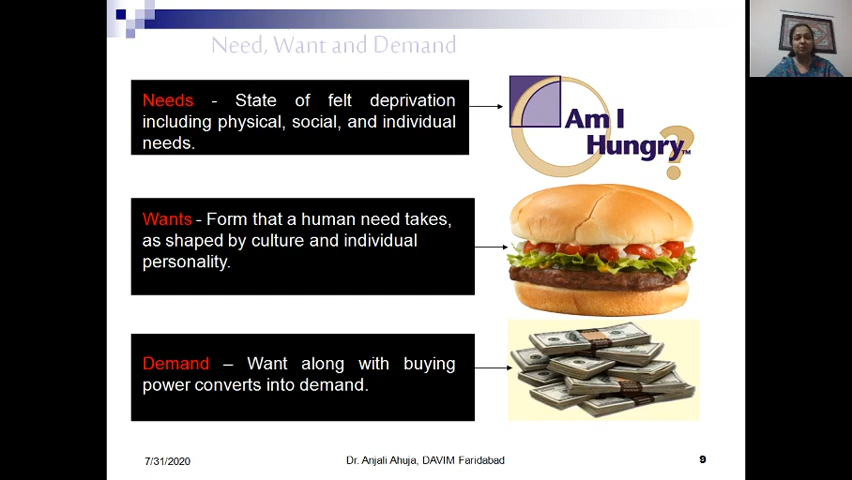 Need, Want and Demand
Needs - State of felt deprivation
including physical, social, and individual
needs.
Am I
Hungry?™
Wants - Form that a human need takes,
as shaped by culture and individual
personality.
Demand – Want along with buying
power converts into demand.
7/31/2020
Dr. Anjali Ahuja, DAVIM Faridabad
9